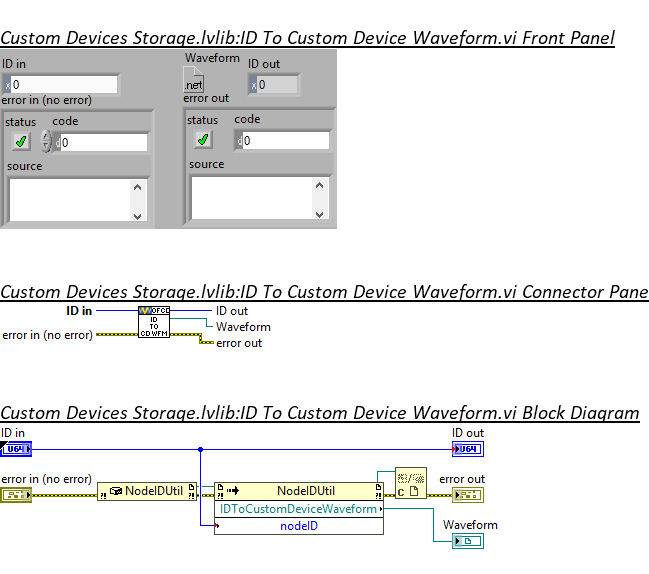 Custom Devices Storage.lvlib:ID To Custom Device Waveform.vi Front Panel
ID in
Waveform
ID out
x 0
.net
x 0
error in (no error)
error out
status
code
status
code
d 0
d 0
source
source
Custom Devices Storage.lvlib:ID To Custom Device Waveform.vi Connector Pane
ID in
OFCD
ID out
ID
TO
CD WFM
Waveform
error in (no error)
error out
Custom Devices Storage.lvlib:ID To Custom Device Waveform.vi Block Diagram
ID in
ID out
U64
U64
error in (no error)
error out
NodeIDUtil
NodeIDUtil
?!
?!
?!
?!
C
IDToCustomDeviceWaveform
nodeID
Waveform